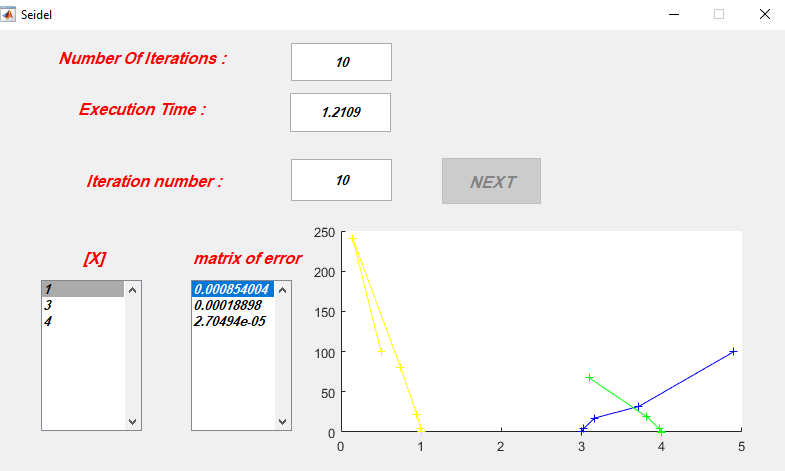 Seidel
Number Of Iterations :
10
Execution Time :
1.2109
Iteration number :
10
NEXT
[X]
matrix of error
1
3
4
0.000854004
0.00018898
2.70494e-05
250
200
150
100
50
0
0 1 2 3 4 5